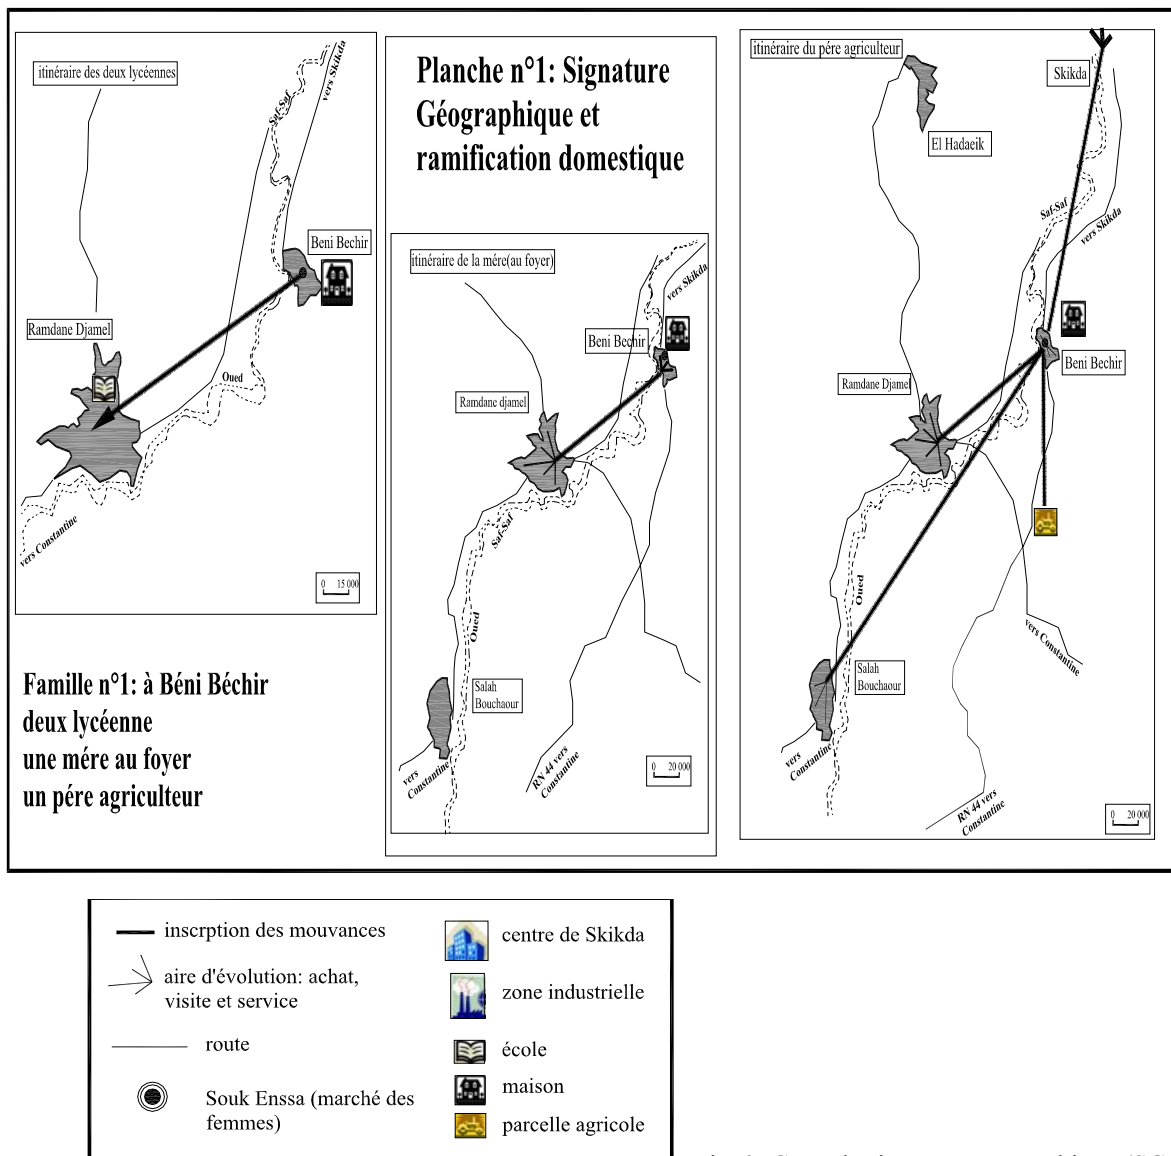 itinéraire des deux lycéennes
Saf-Saf
vers Skikda
Beni Bechir
Ramdane Djamel
Oued
vers Constantine
0 15 000
Famille n°1: à Béni Béchir
deux lycéenne
une mére au foyer
un pére agriculteur
Planche n°1: Signature
Géographique et
ramification domestique
itinéraire de la mére(au foyer)
vers Skikda
Beni Bechir
Ramdane djamel
Saf-Saf
Oued
Salah
Bouchaour
vers
Constantine
RN 44 vers
Constantine
0 20 000
itinéraire du pére agriculteur
Skikda
El Hadaeik
Saf-Saf
vers Skikda
Beni Bechir
Ramdane Djamel
Oued
vers Constantine
Salah
Bouchaour
vers
Constantine
RN 44 vers
Constantine
0 20 000
inscrption des mouvances
aire d'évolution: achat,
visite et service
route
Souk Enssa (marché des
femmes)
centre de Skikda
zone industrielle
école
maison
parcelle agricole